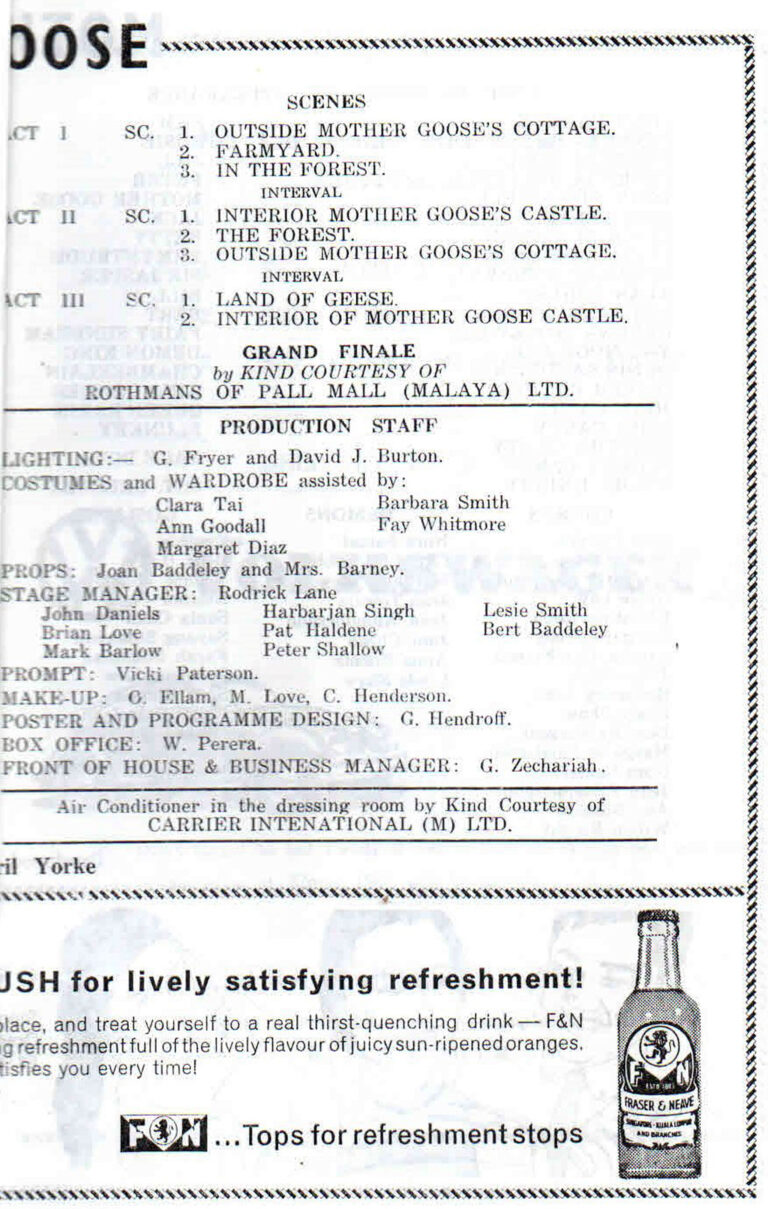 OOSE
SCENES
ACT I SC. 1. OUTSIDE MOTHER GOOSE'S COTTAGE.
2. FARMYARD.
3. IN THE FOREST.
INTERVAL
ACT II SC. 1. INTERIOR MOTHER GOOSE'S CASTLE.
2. THE FOREST.
3. OUTSIDE MOTHER GOOSE'S COTTAGE.
INTERVAL
ACT III SC. 1. LAND OF GEESE.
2. INTERIOR OF MOTHER GOOSE CASTLE.
GRAND FINALE
by KIND COURTESY OF
ROTHMANS OF PALL MALL (MALAYA) LTD.
PRODUCTION STAFF
LIGHTING:— G. Fryer and David J. Burton.
COSTUMES and WARDROBE assisted by:
Clara Tai Barbara Smith
Ann Goodall Fay Whitmore
Margaret Diaz
PROPS: Joan Baddeley and Mrs. Barney.
STAGE MANAGER: Rodrick Lane
John Daniels Harbarjan Singh Lesie Smith
Brian Love Pat Haldene Bert Baddeley
Mark Barlow Peter Shallow
PROMPT: Vicki Paterson.
MAKE-UP: O. Ellam, M. Love, C. Henderson.
POSTER AND PROGRAMME DESIGN: G. Hendroff.
BOX OFFICE: W. Perera.
FRONT OF HOUSE & BUSINESS MANAGER: G. Zechariah.
Air Conditioner in the dressing room by Kind Courtesy of
CARRIER INTENATIONAL (M) LTD.
ril Yorke
USH for lively satisfying refreshment!
place, and treat yourself to a real thirst-quenching drink — F&N
ng refreshment full of the lively flavour of juicy sun-ripened oranges.
tisfies you every time!
F N ...Tops for refreshment stops
F N
FRASER & NEAVE
SINGAPORE - KUALA LUMPUR
AND BRANCHES